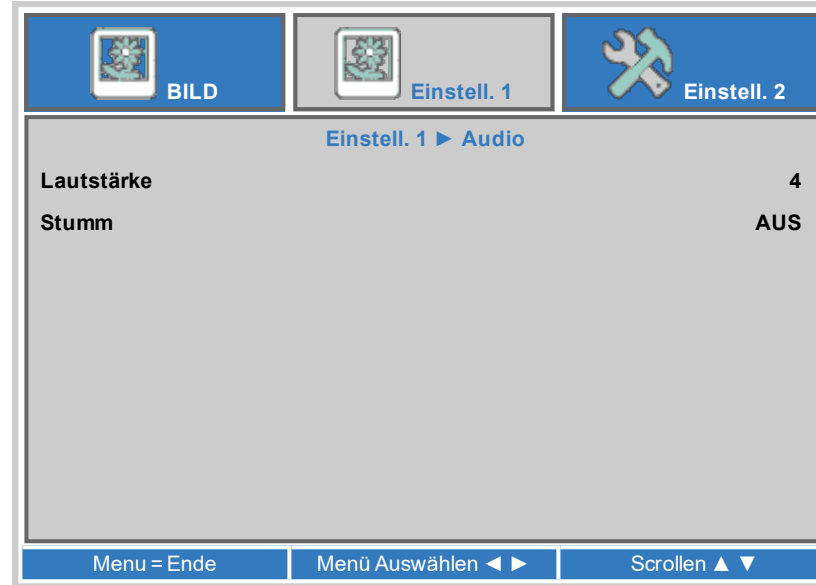 BILD
Einstell. 1
Einstell. 2
Einstell. 1 ► Audio
Lautstärke 4
Stumm AUS
Menu = Ende
Menü Auswählen ◄ ►
Scrollen ▲ ▼